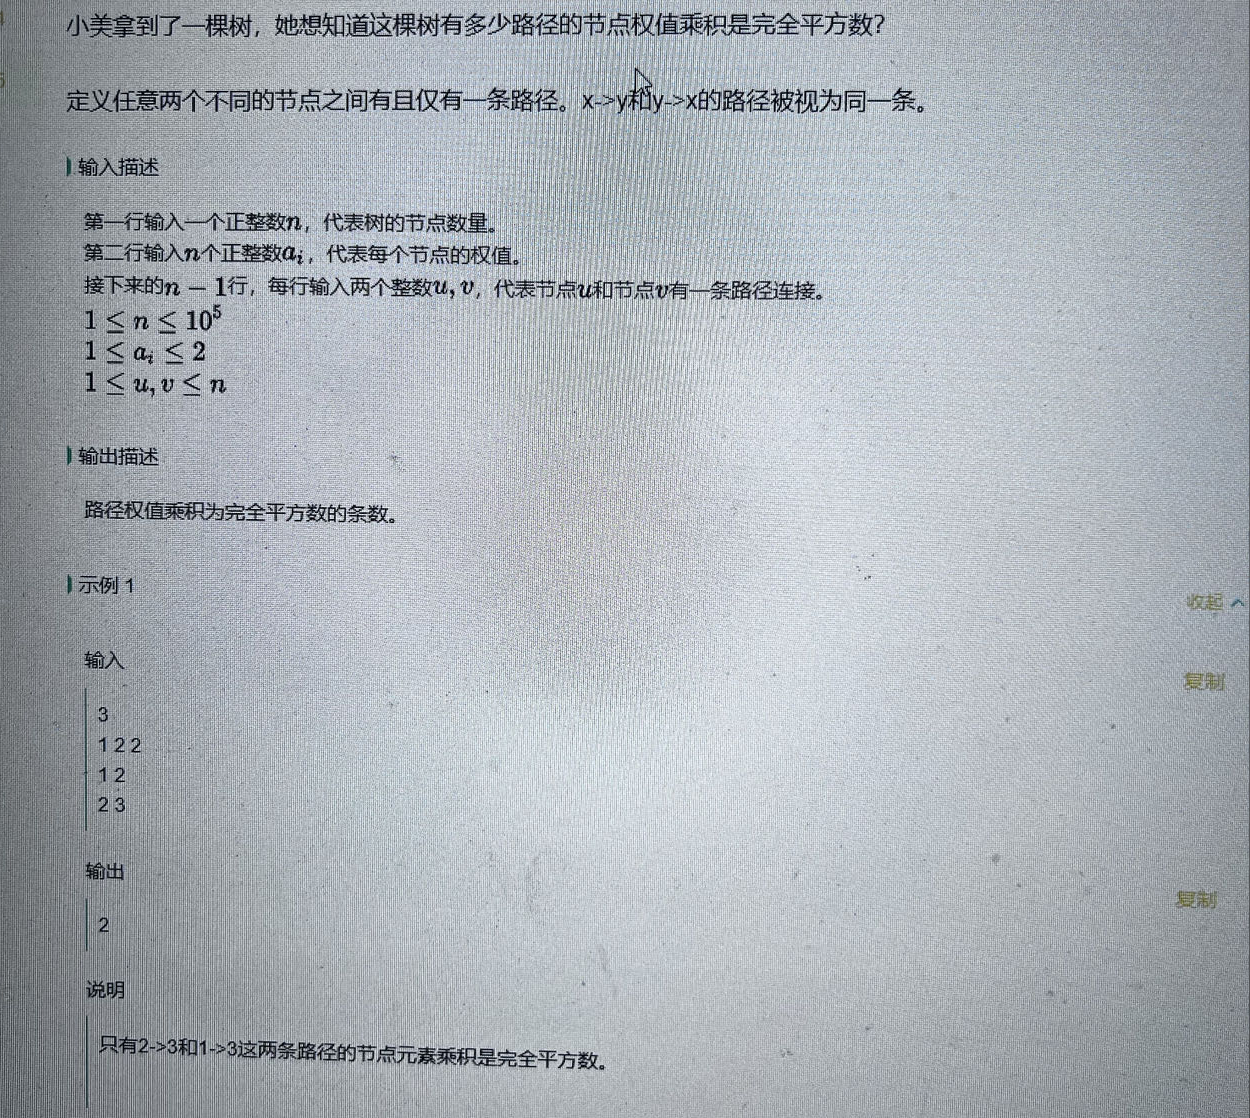 小美拿到了一棵树，她想知道这棵树有多少路径的节点权值乘积是完全平方数？
定义任意两个不同的节点之间有且仅有一条路径。x->y和y->x的路径被视为同一条。
输入描述
第一行输入一个正整数n，代表树的节点数量。
第二行输入n个正整数aᵢ，代表每个节点的权值。
接下来的n − 1行，每行输入两个整数u, v，代表节点u和节点v有一条路径连接。
1 ≤ n ≤ 10⁵
1 ≤ aᵢ ≤ 2
1 ≤ u, v ≤ n
输出描述
路径权值乘积为完全平方数的条数。
示例 1
收起
输入
复制
3
1 2 2
1 2
2 3
输出
复制
2
说明
只有2->3和1->3这两条路径的节点元素乘积是完全平方数。